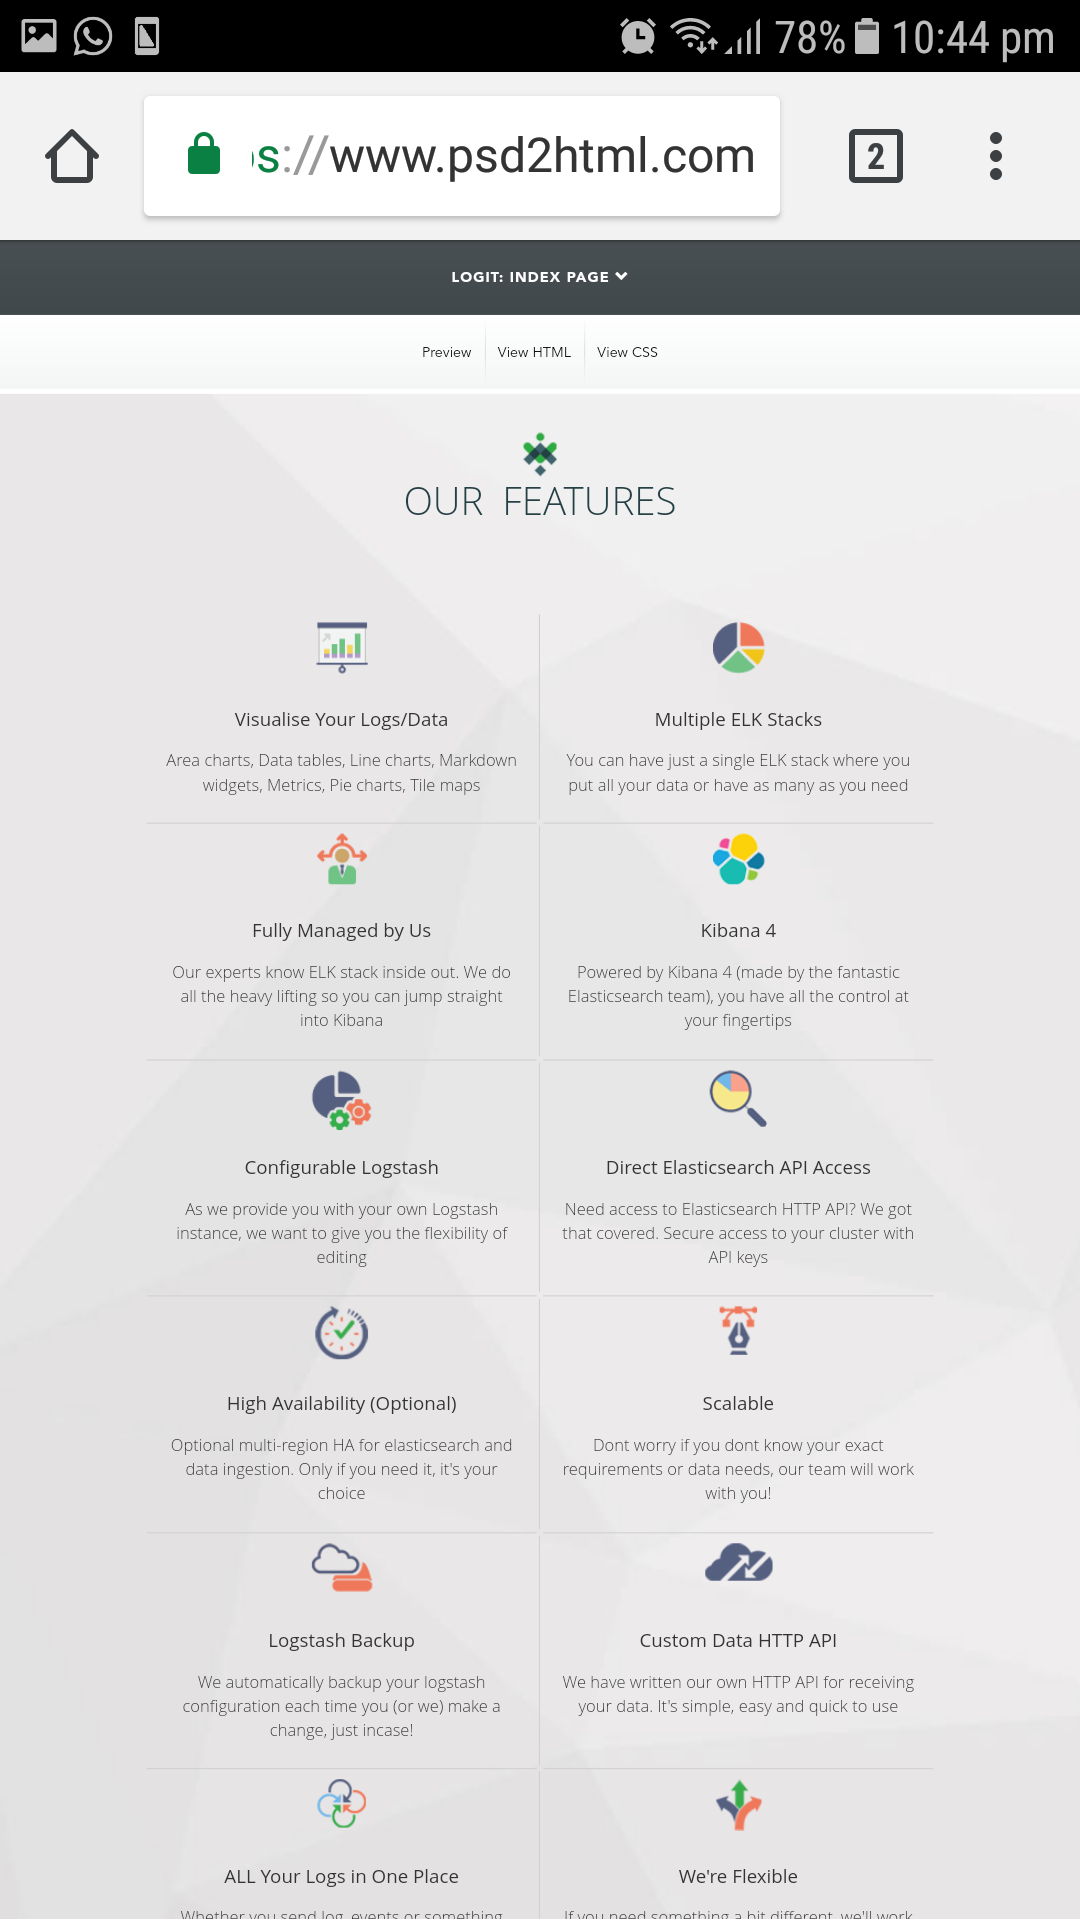 78%
10:44 pm
s://www.psd2html.com
2
LOGIT: INDEX PAGE
Preview
View HTML
View CSS
OUR FEATURES
Visualise Your Logs/Data
Area charts, Data tables, Line charts, Markdown
widgets, Metrics, Pie charts, Tile maps
Multiple ELK Stacks
You can have just a single ELK stack where you
put all your data or have as many as you need
Fully Managed by Us
Our experts know ELK stack inside out. We do
all the heavy lifting so you can jump straight
into Kibana
Kibana 4
Powered by Kibana 4 (made by the fantastic
Elasticsearch team), you have all the control at
your fingertips
Configurable Logstash
As we provide you with your own Logstash
instance, we want to give you the flexibility of
editing
Direct Elasticsearch API Access
Need access to Elasticsearch HTTP API? We got
that covered. Secure access to your cluster with
API keys
High Availability (Optional)
Optional multi-region HA for elasticsearch and
data ingestion. Only if you need it, it's your
choice
Scalable
Dont worry if you dont know your exact
requirements or data needs, our team will work
with you!
Logstash Backup
We automatically backup your logstash
configuration each time you (or we) make a
change, just incase!
Custom Data HTTP API
We have written our own HTTP API for receiving
your data. It's simple, easy and quick to use
ALL Your Logs in One Place
Whether you send log, events or something
We're Flexible
If you need something a bit different, we'll work